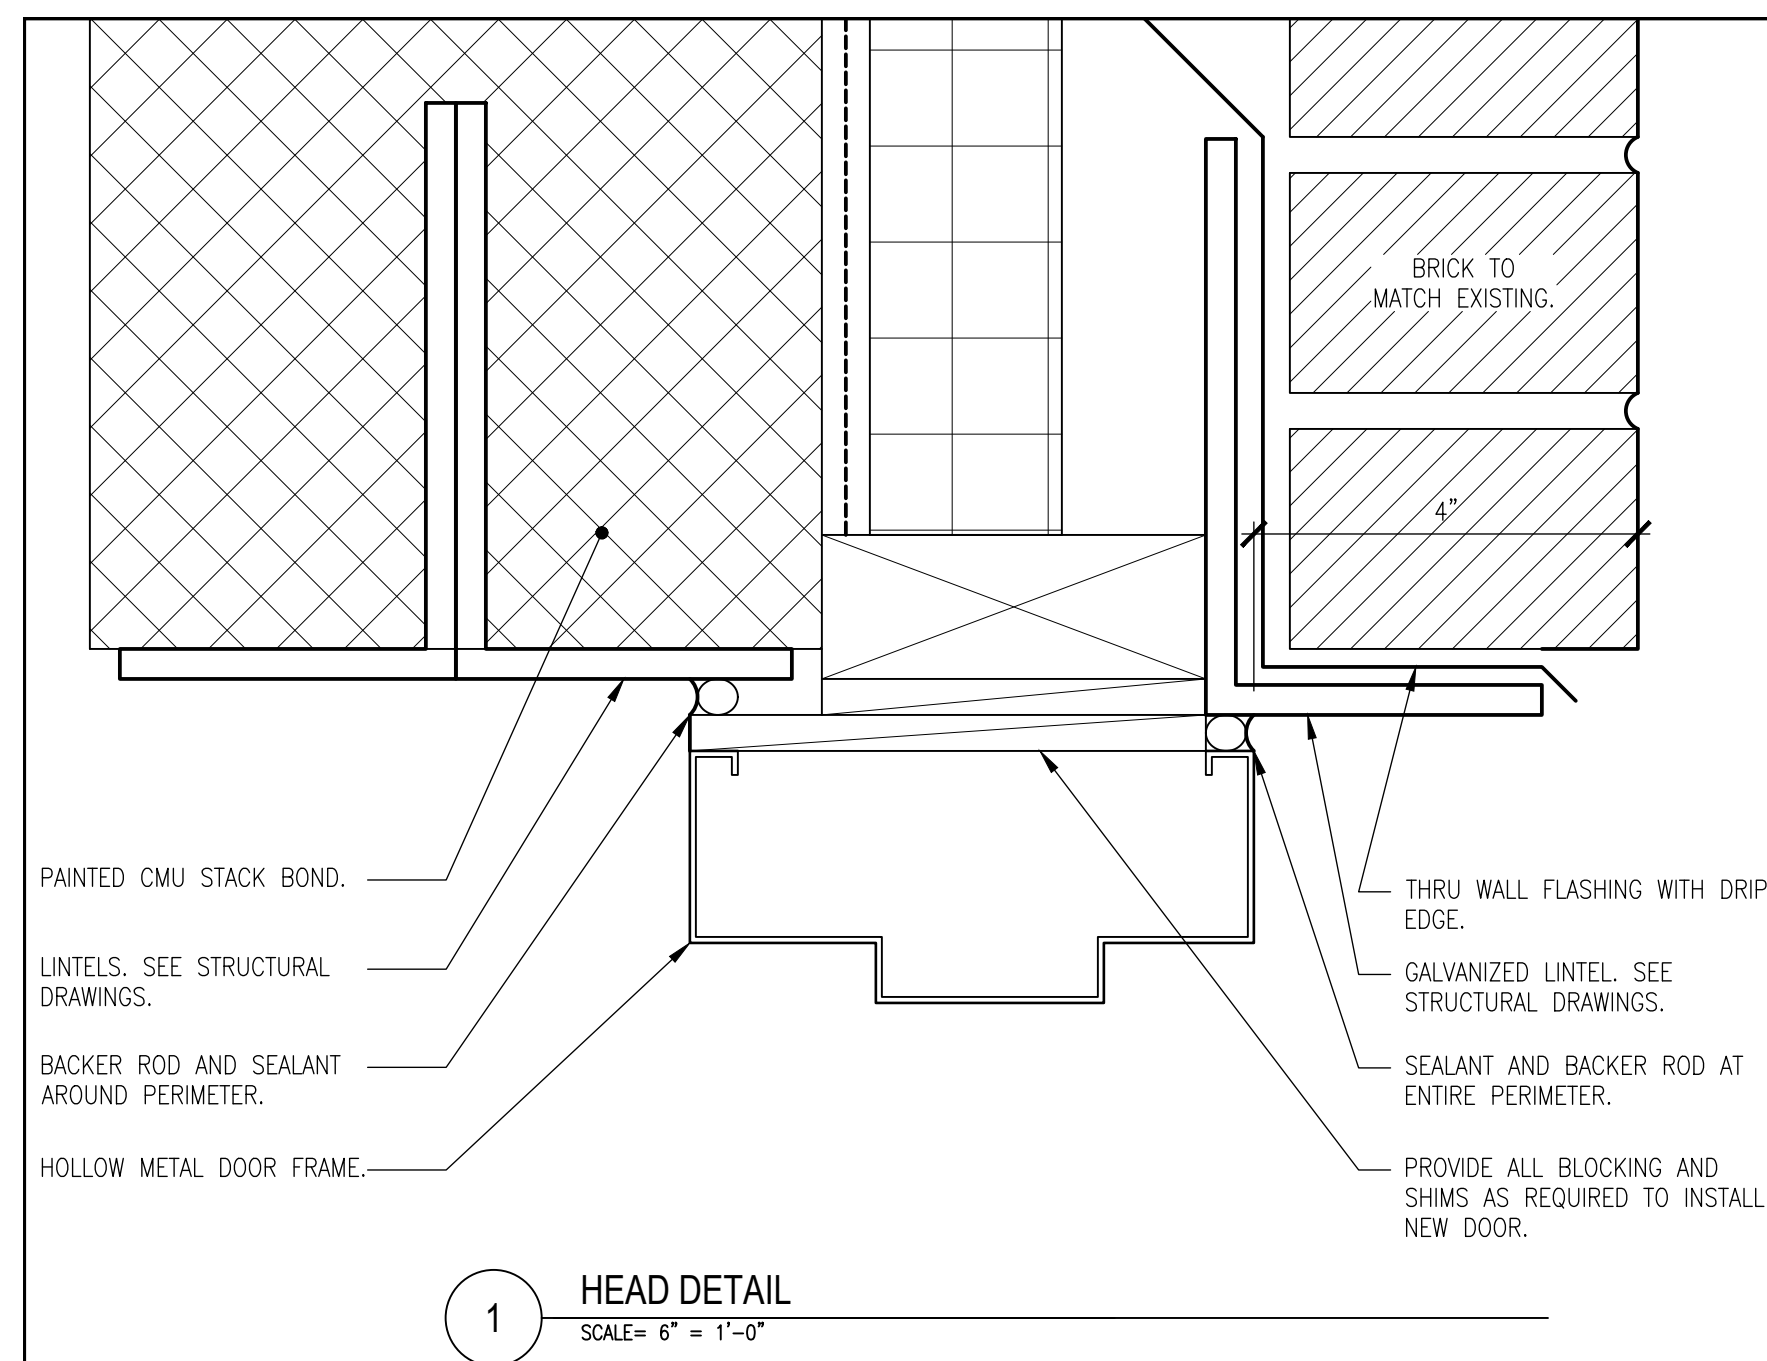 BRICK TO
MATCH EXISTING.
4"
PAINTED CMU STACK BOND.
LINTELS. SEE STRUCTURAL
DRAWINGS.
BACKER ROD AND SEALANT
AROUND PERIMETER.
HOLLOW METAL DOOR FRAME.
THRU WALL FLASHING WITH DRIP
EDGE.
GALVANIZED LINTEL. SEE
STRUCTURAL DRAWINGS.
SEALANT AND BACKER ROD AT
ENTIRE PERIMETER.
PROVIDE ALL BLOCKING AND
SHIMS AS REQUIRED TO INSTALL
NEW DOOR.
1
HEAD DETAIL
SCALE= 6" = 1'-0"